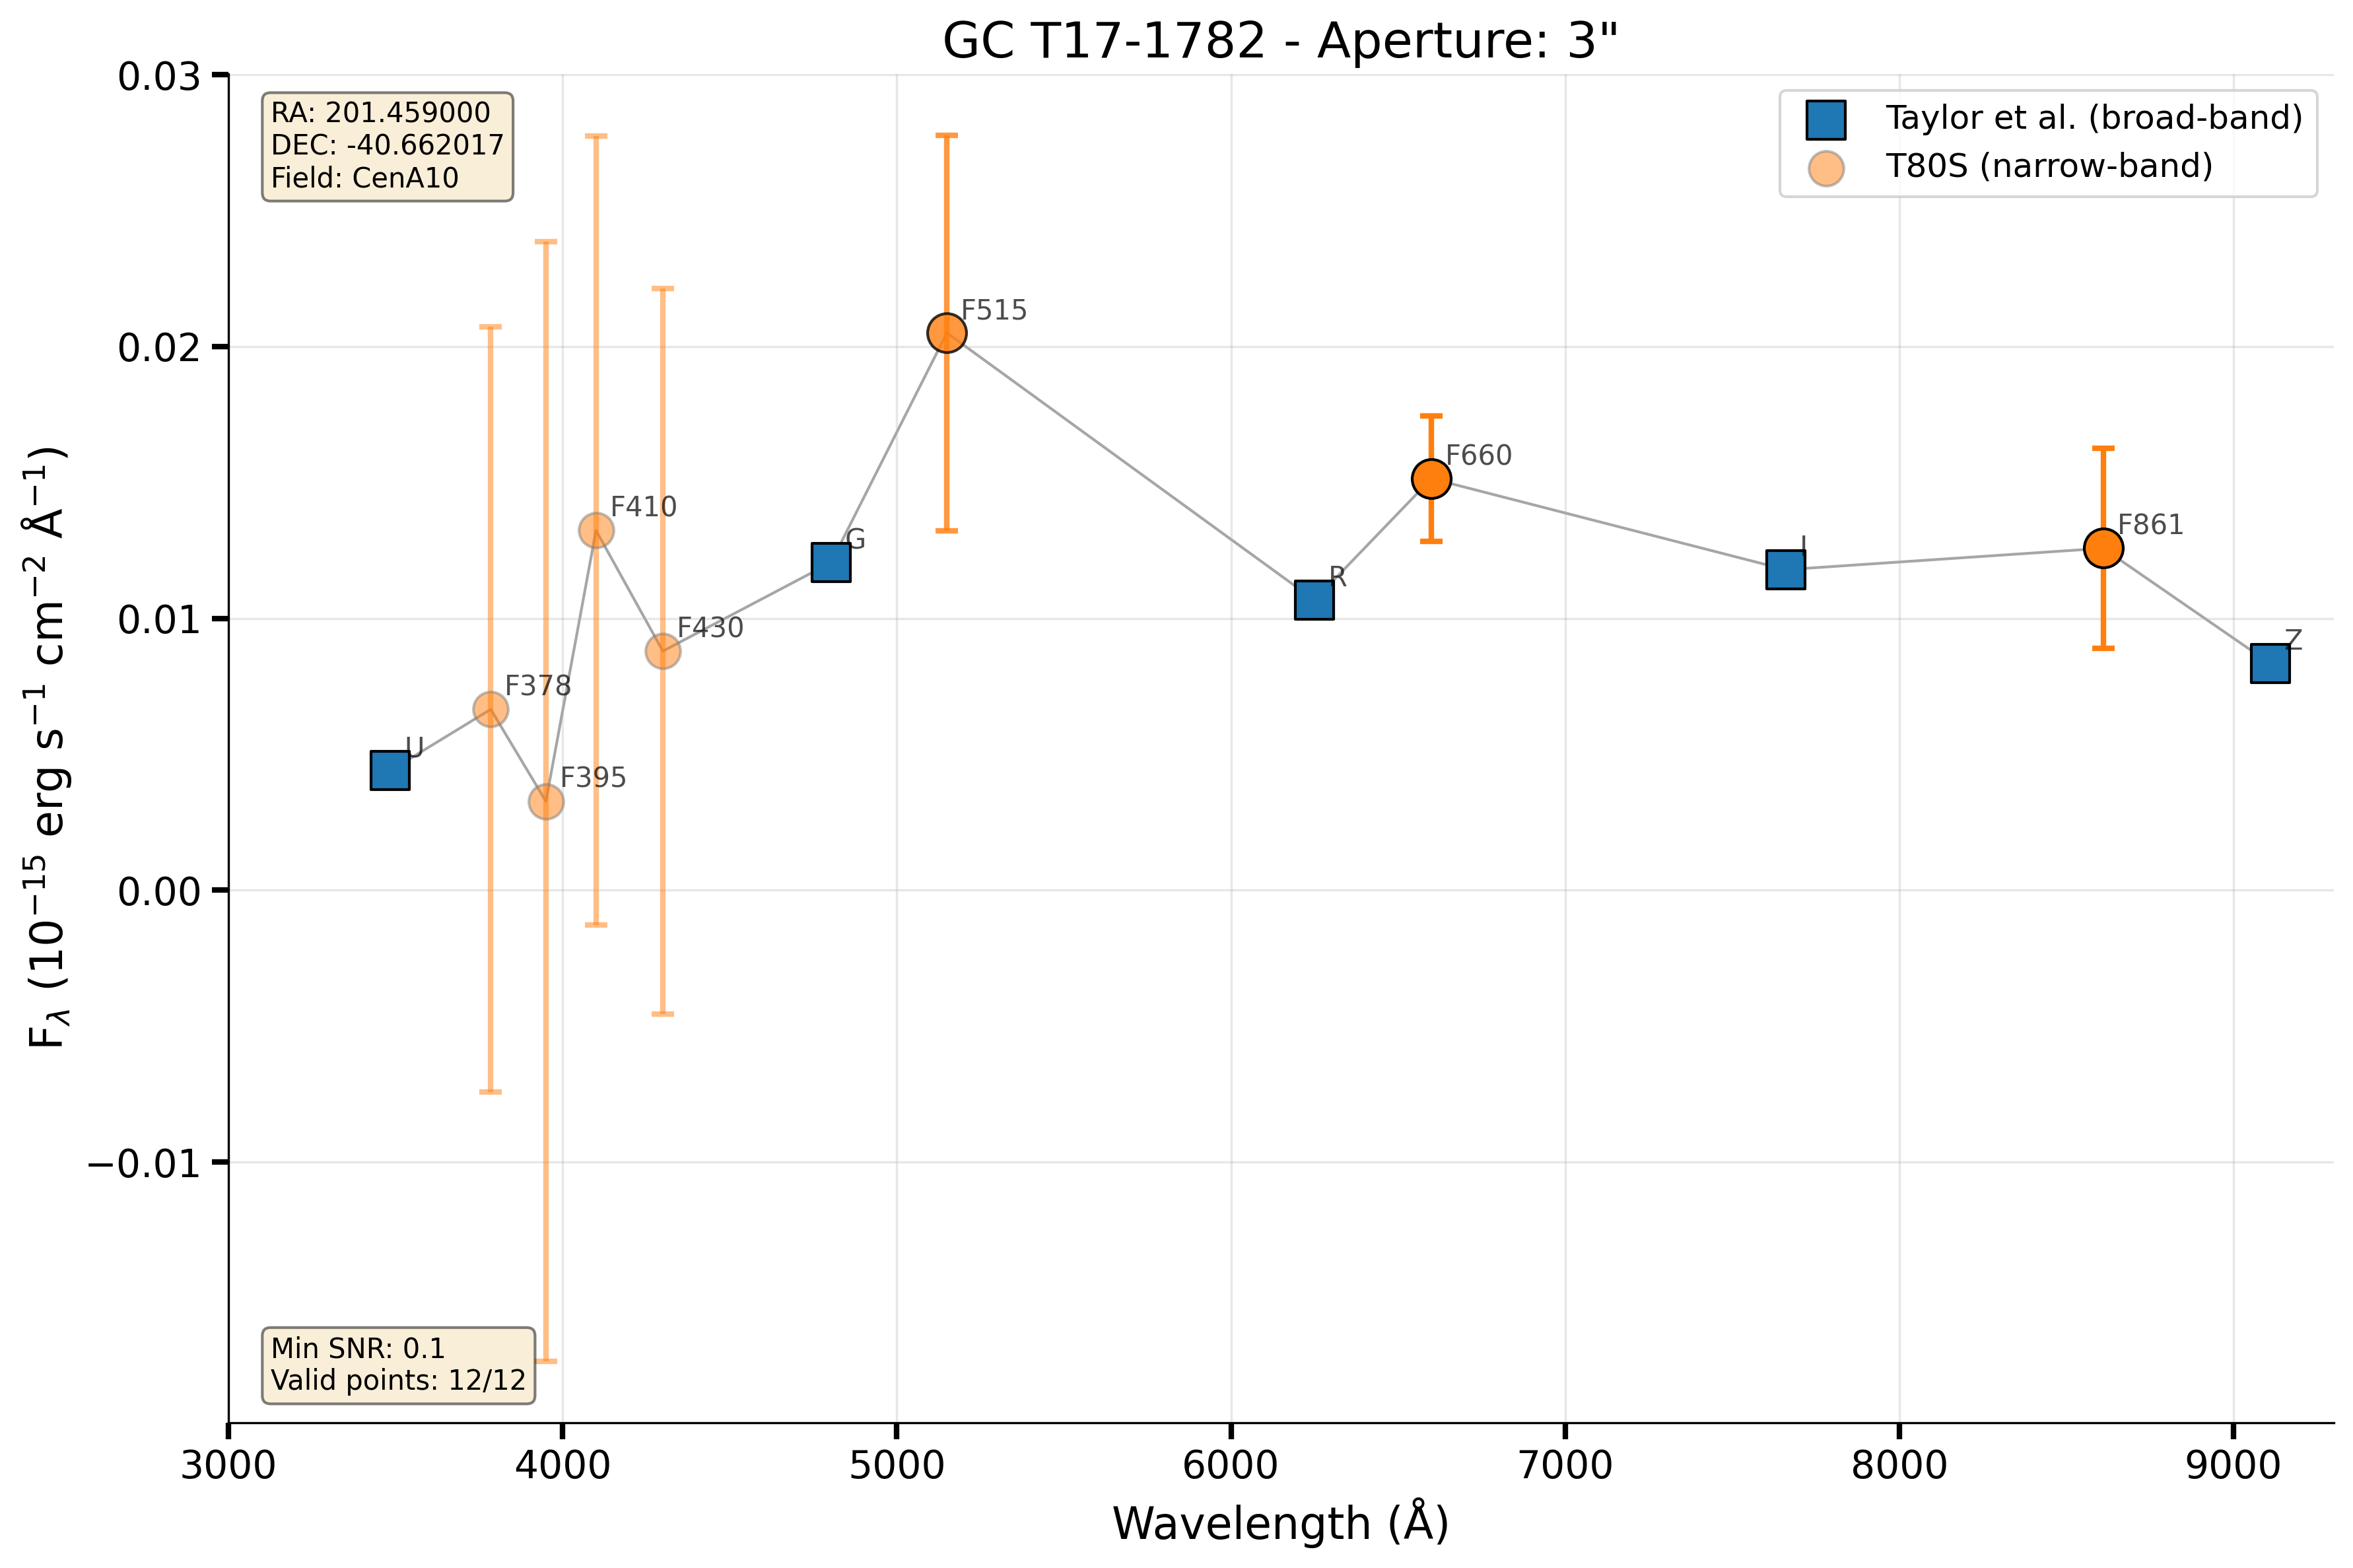 GC T17-1782 - Aperture: 3"
RA: 201.459000
DEC: -40.662017
Field: CenA10
Taylor et al. (broad-band)
T80S (narrow-band)
0.03
0.02
0.01
0.00
−0.01
F_λ (10⁻¹⁵ erg s⁻¹ cm⁻² Å⁻¹)
U
F378
F395
F410
F430
G
F515
R
F660
I
F861
Z
Min SNR: 0.1
Valid points: 12/12
3000
4000
5000
6000
7000
8000
9000
Wavelength (Å)